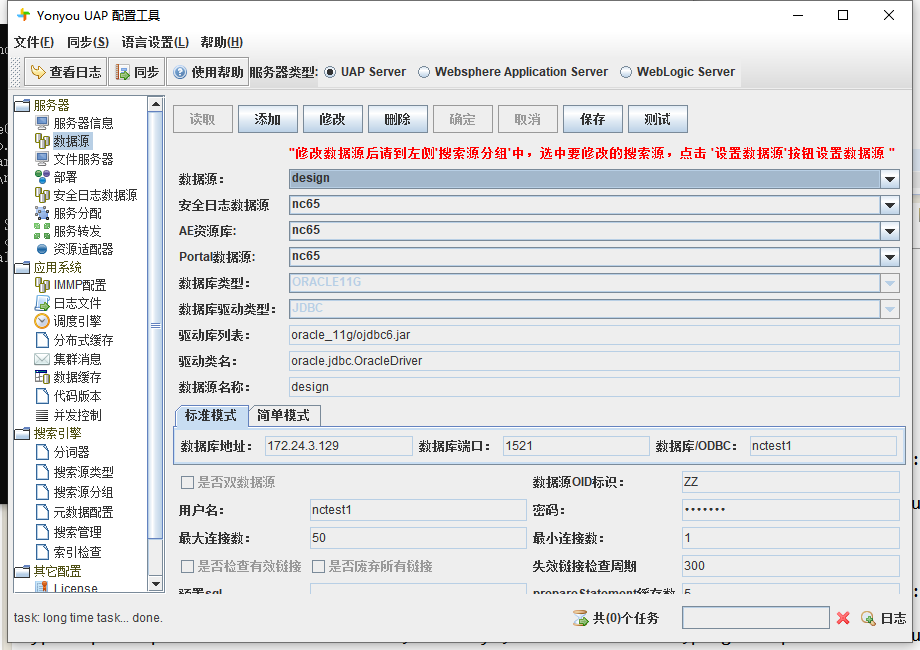 Yonyou UAP 配置工具
文件(F) 同步(S) 语言设置(L) 帮助(H)
查看日志 同步 使用帮助 服务器类型: UAP Server Websphere Application Server WebLogic Server
服务器
服务器信息
数据源
文件服务器
部署
安全日志数据源
服务分配
服务转发
资源适配器
应用系统
IMMP配置
日志文件
调度引擎
分布式缓存
集群消息
数据缓存
代码版本
并发控制
搜索引擎
分词器
搜索源类型
搜索源分组
元数据配置
搜索管理
索引检查
其它配置
License
读取 添加 修改 删除 确定 取消 保存 测试
"修改数据源后请到左侧'搜索源分组'中，选中要修改的搜索源，点击 '设置数据源'按钮设置数据源 "
数据源: design
安全日志数据源 nc65
AE资源库: nc65
Portal数据源: nc65
数据库类型: ORACLE11G
数据库驱动类型: JDBC
驱动库列表: oracle_11g/ojdbc6.jar
驱动类名: oracle.jdbc.OracleDriver
数据源名称: design
标准模式 简单模式
数据库地址: 172.24.3.129 数据库端口: 1521 数据库/ODBC: nctest1
是否双数据源 数据源OID标识: ZZ
用户名: nctest1 密码: •••••••
最大连接数: 50 最小连接数: 1
是否检查有效链接 是否废弃所有链接 失效链接检查周期 300
预置sql prepareStatement缓存数 5
task: long time task... done. 共(0)个任务 日志